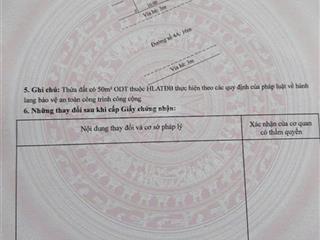 10.00
Vỉa hè: 3m
Đường số 4A, 16m
Vỉa hè: 3m
5. Ghi chú: Thửa đất có 50m² ODT thuộc HLATĐB thực hiện theo các quy định của pháp luật về hành
lang bảo vệ an toàn công trình công cộng.
6. Những thay đổi sau khi cấp Giấy chứng nhận:
Nội dung thay đổi và cơ sở pháp lý
Xác nhận của cơ quan
có thẩm quyền